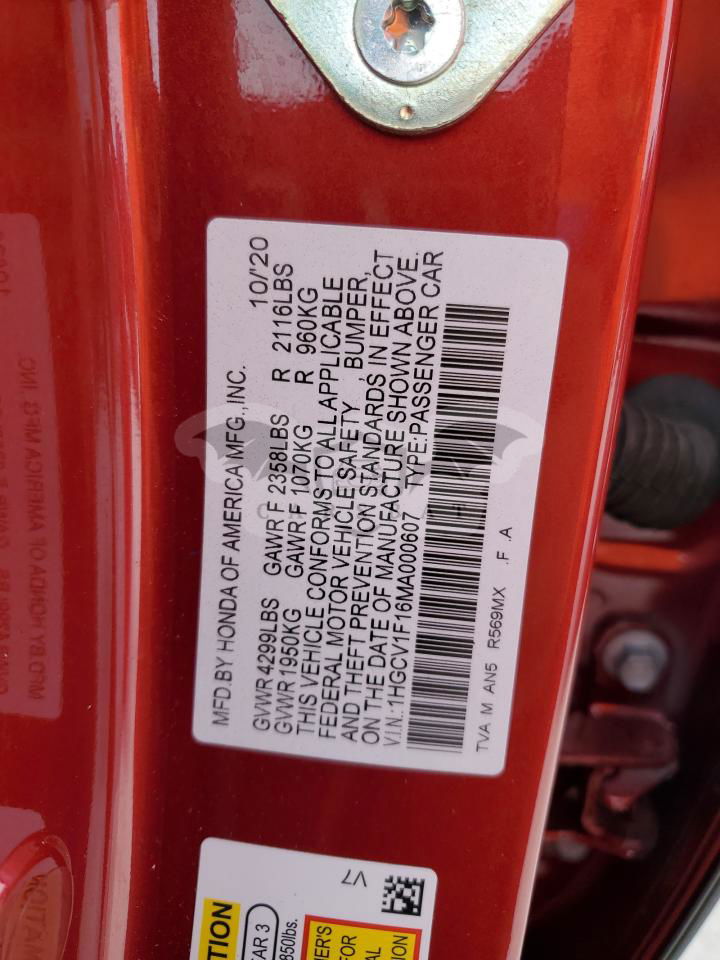 MFD.BY HONDA OF AMERICA MFG.,INC. 10/'20
GVWR 4299LBS GAWR F 2358LBS R 2116LBS
GVWR 1950KG GAWR F 1070KG R 960KG
THIS VEHICLE CONFORMS TO ALL APPLICABLE
FEDERAL MOTOR VEHICLE SAFETY, BUMPER,
AND THEFT PREVENTION STANDARDS, IN EFFECT
ON THE DATE OF MANUFACTURE SHOWN ABOVE.
V.I.N.:1HGCV1F16MA000607 TYPE:PASSENGER CAR
TVA M AN5 R569MX .F .A
V7